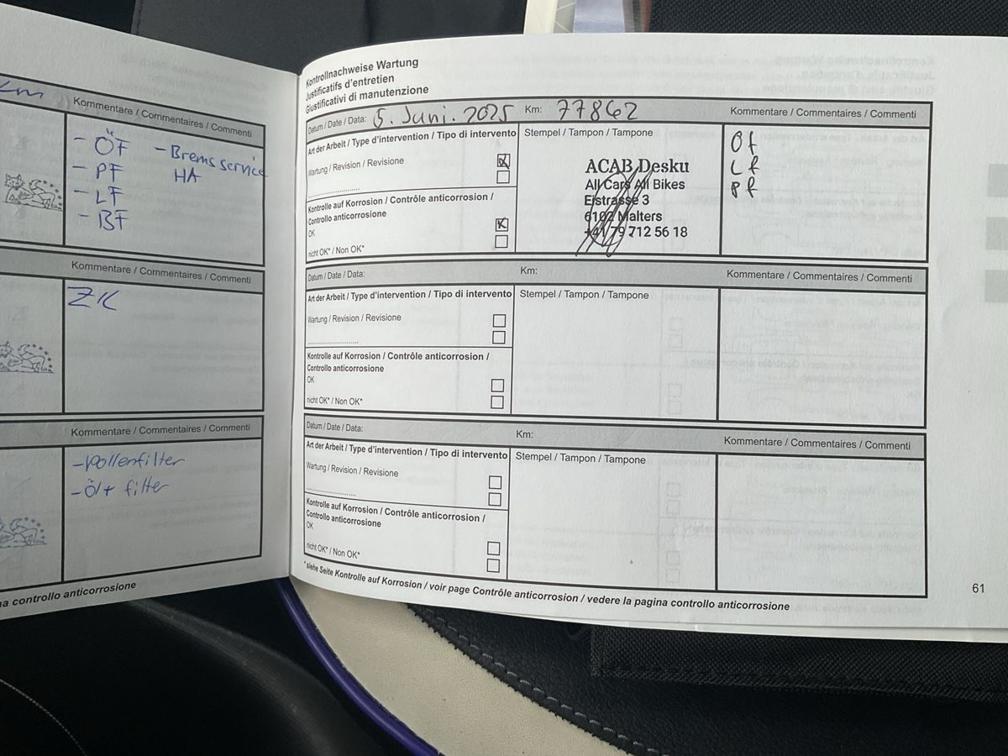 km
Kommentare / Commentaires / Commenti
- ÖF - Bremsservice
- PF HA
- LF
- BF
Kommentare / Commentaires / Commenti
ZK
Kommentare / Commentaires / Commenti
- Pollenfilter
- Öl + filter
a controllo anticorrosione
Kontrollnachweise Wartung
Justificatifs d'entretien
Giustificativi di manutenzione
Datum / Date / Data: 5. Juni. 2025 Km: 77862 Kommentare / Commentaires / Commenti
Art der Arbeit / Type d'intervention / Tipo di intervento Stempel / Tampon / Tampone
Wartung / Revision / Revisione
Kontrolle auf Korrosion / Contrôle anticorrosion /
Controllo anticorrosione
OK
nicht OK* / Non OK*
ACAB Desku
All Cars All Bikes
Eistrasse 3
6102 Malters
+41 79 712 56 18
ÖF
LF
PF
Datum / Date / Data: Km: Kommentare / Commentaires / Commenti
Art der Arbeit / Type d'intervention / Tipo di intervento Stempel / Tampon / Tampone
Wartung / Revision / Revisione
Kontrolle auf Korrosion / Contrôle anticorrosion /
Controllo anticorrosione
OK
nicht OK* / Non OK*
Datum / Date / Data: Km: Kommentare / Commentaires / Commenti
Art der Arbeit / Type d'intervention / Tipo di intervento Stempel / Tampon / Tampone
Wartung / Revision / Revisione
Kontrolle auf Korrosion / Contrôle anticorrosion /
Controllo anticorrosione
OK
nicht OK* / Non OK*
*siehe Seite Kontrolle auf Korrosion / voir page Contrôle anticorrosion / vedere la pagina controllo anticorrosione
61